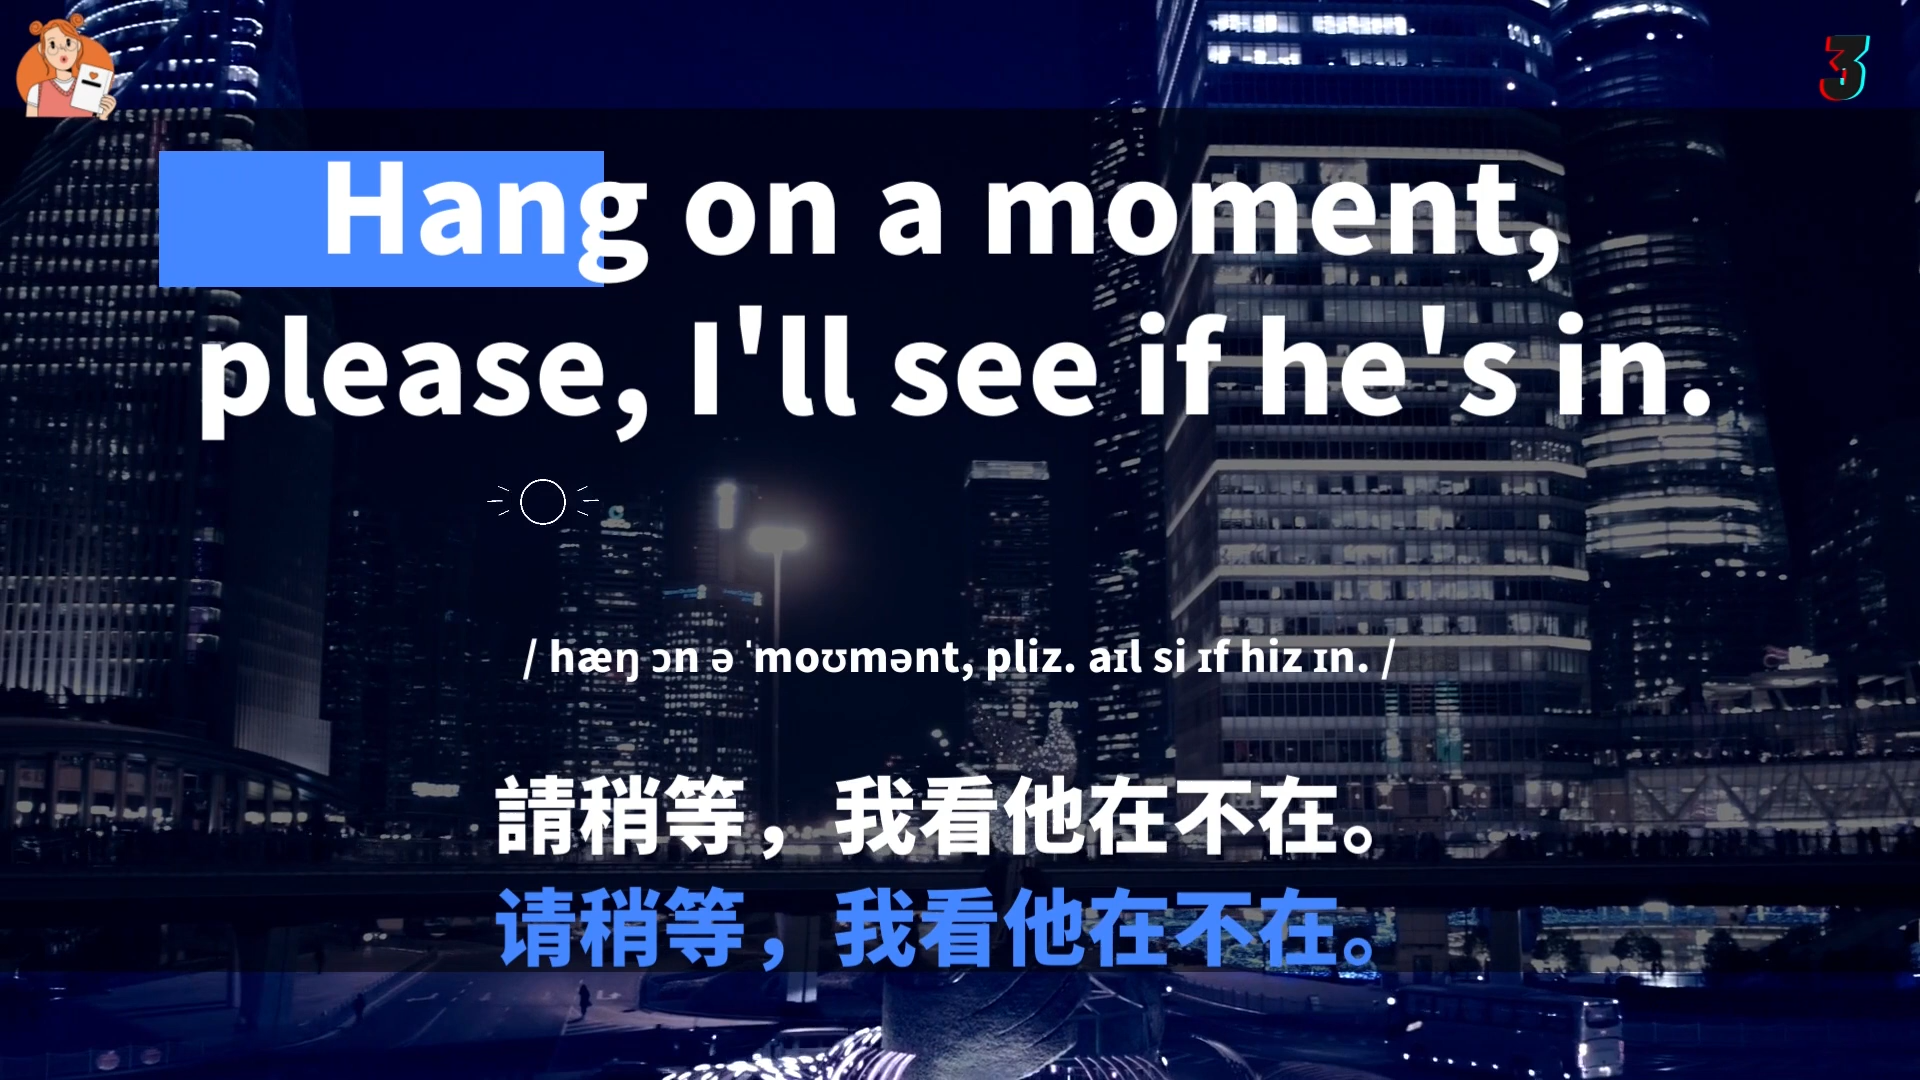 3
Hang on a moment,
please, I'll see if he's in.
/ hæŋ ɔn ə ˈmoʊmənt, pliz. aɪl si ɪf hiz ɪn. /
請稍等，我看他在不在。
请稍等，我看他在不在。